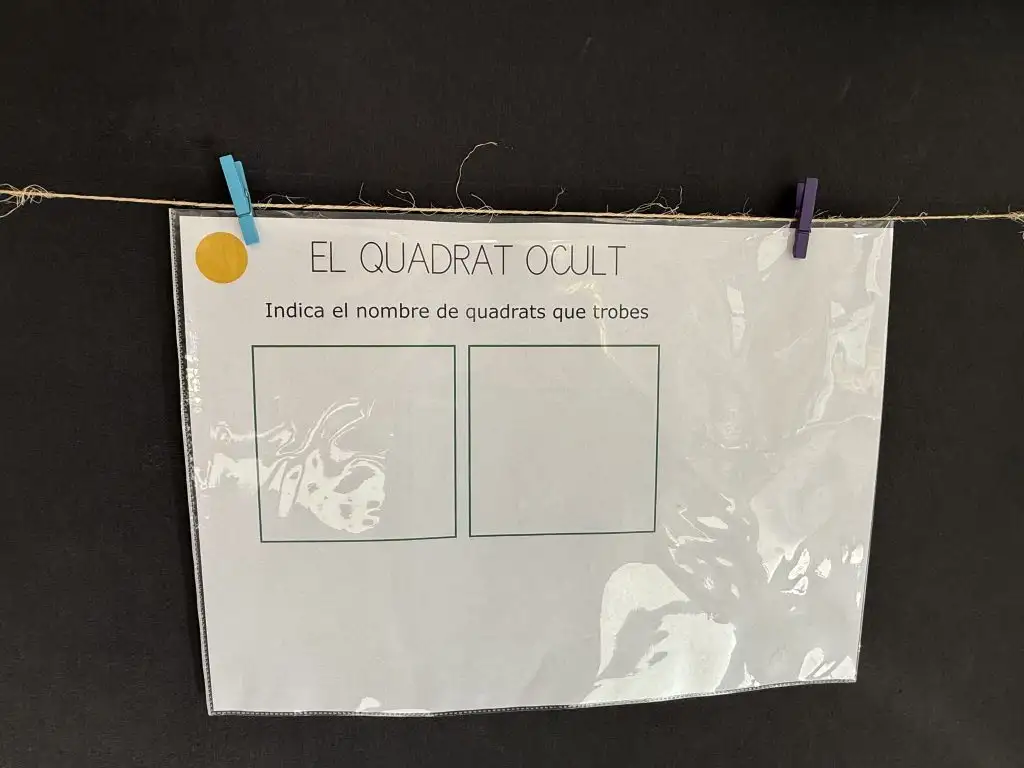 EL QUADRAT OCULT
Indica el nombre de quadrats que trobes